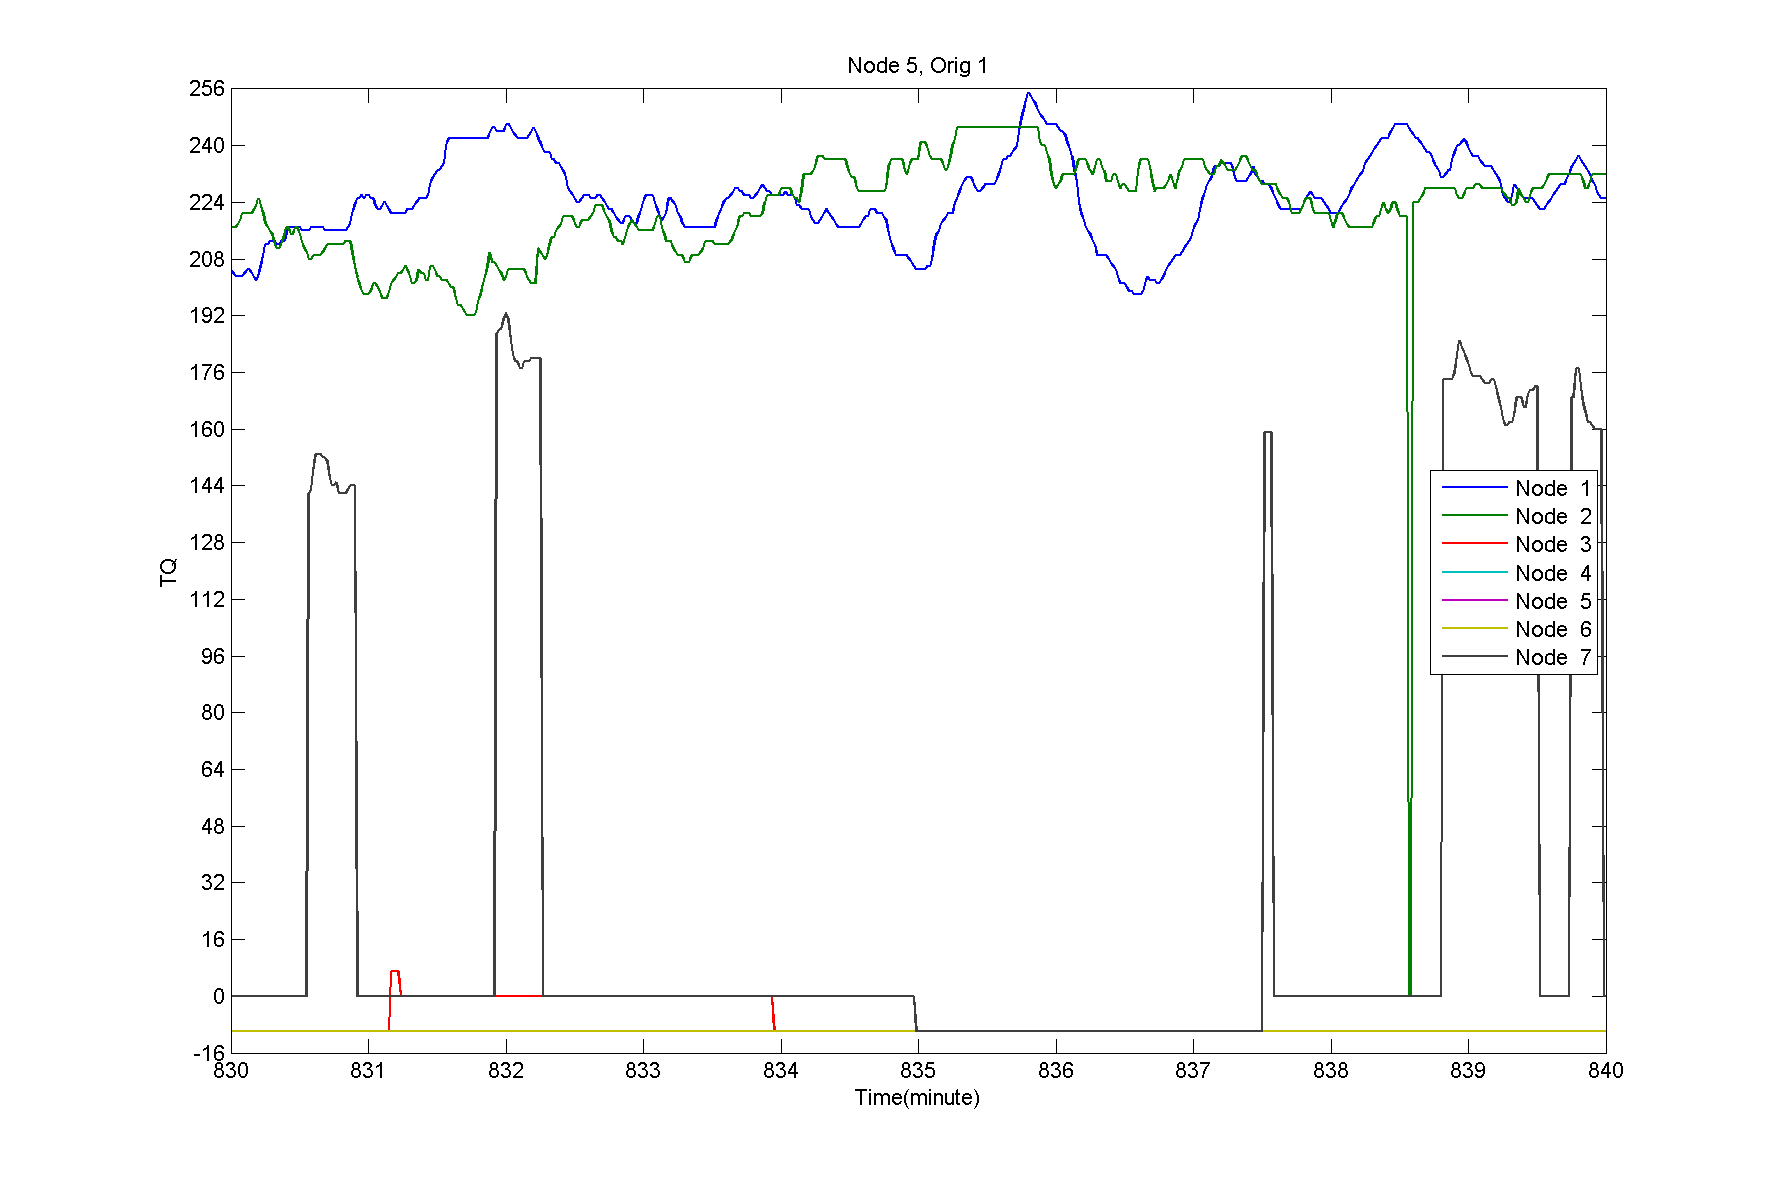 Node 5, Orig 1
256
240
224
208
192
176
160
144
128
112
96
80
64
48
32
16
0
-16
TQ
Node 1
Node 2
Node 3
Node 4
Node 5
Node 6
Node 7
830 831 832 833 834 835 836 837 838 839 840
Time(minute)